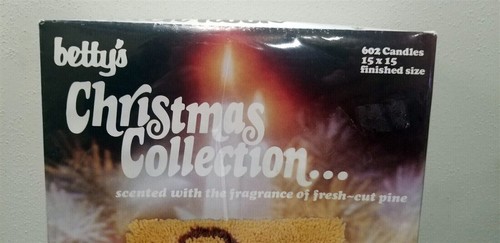 betty's
602 Candles
15 x 15
finished size
Christmas
Collection...
scented with the fragrance of fresh-cut pine